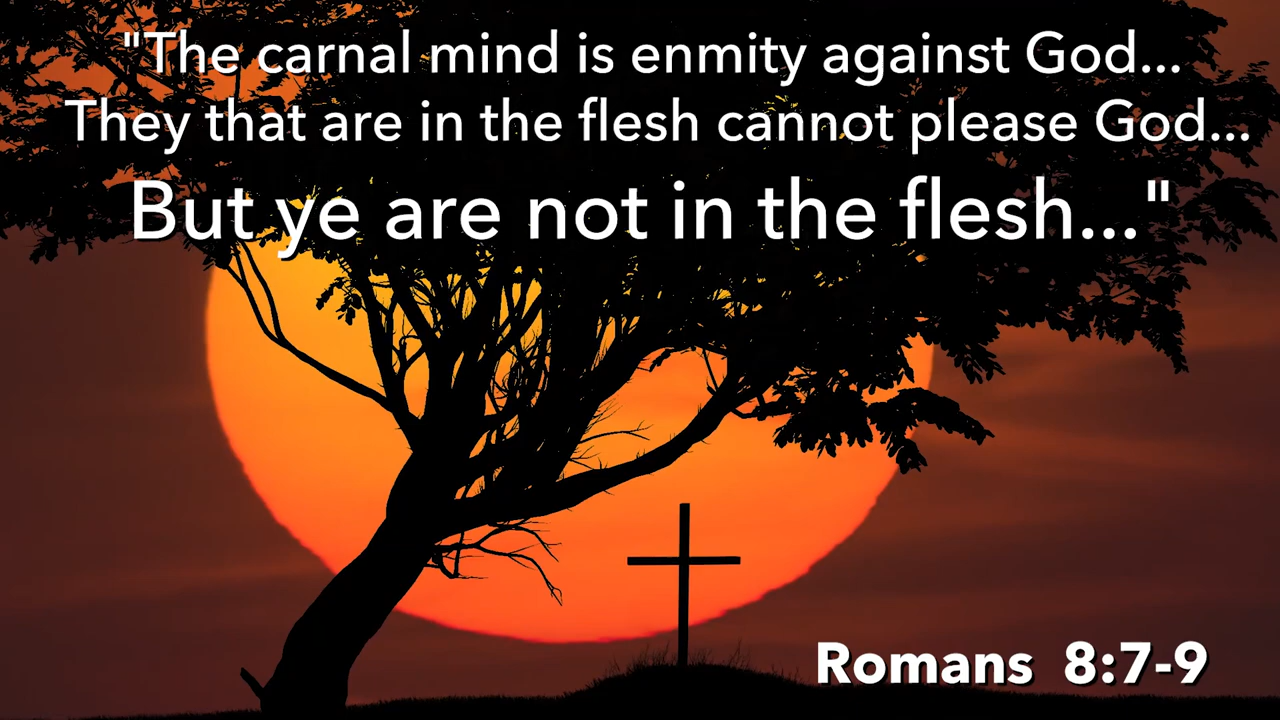 "The carnal mind is enmity against God...
They that are in the flesh cannot please God...
But ye are not in the flesh..."
Romans 8:7-9